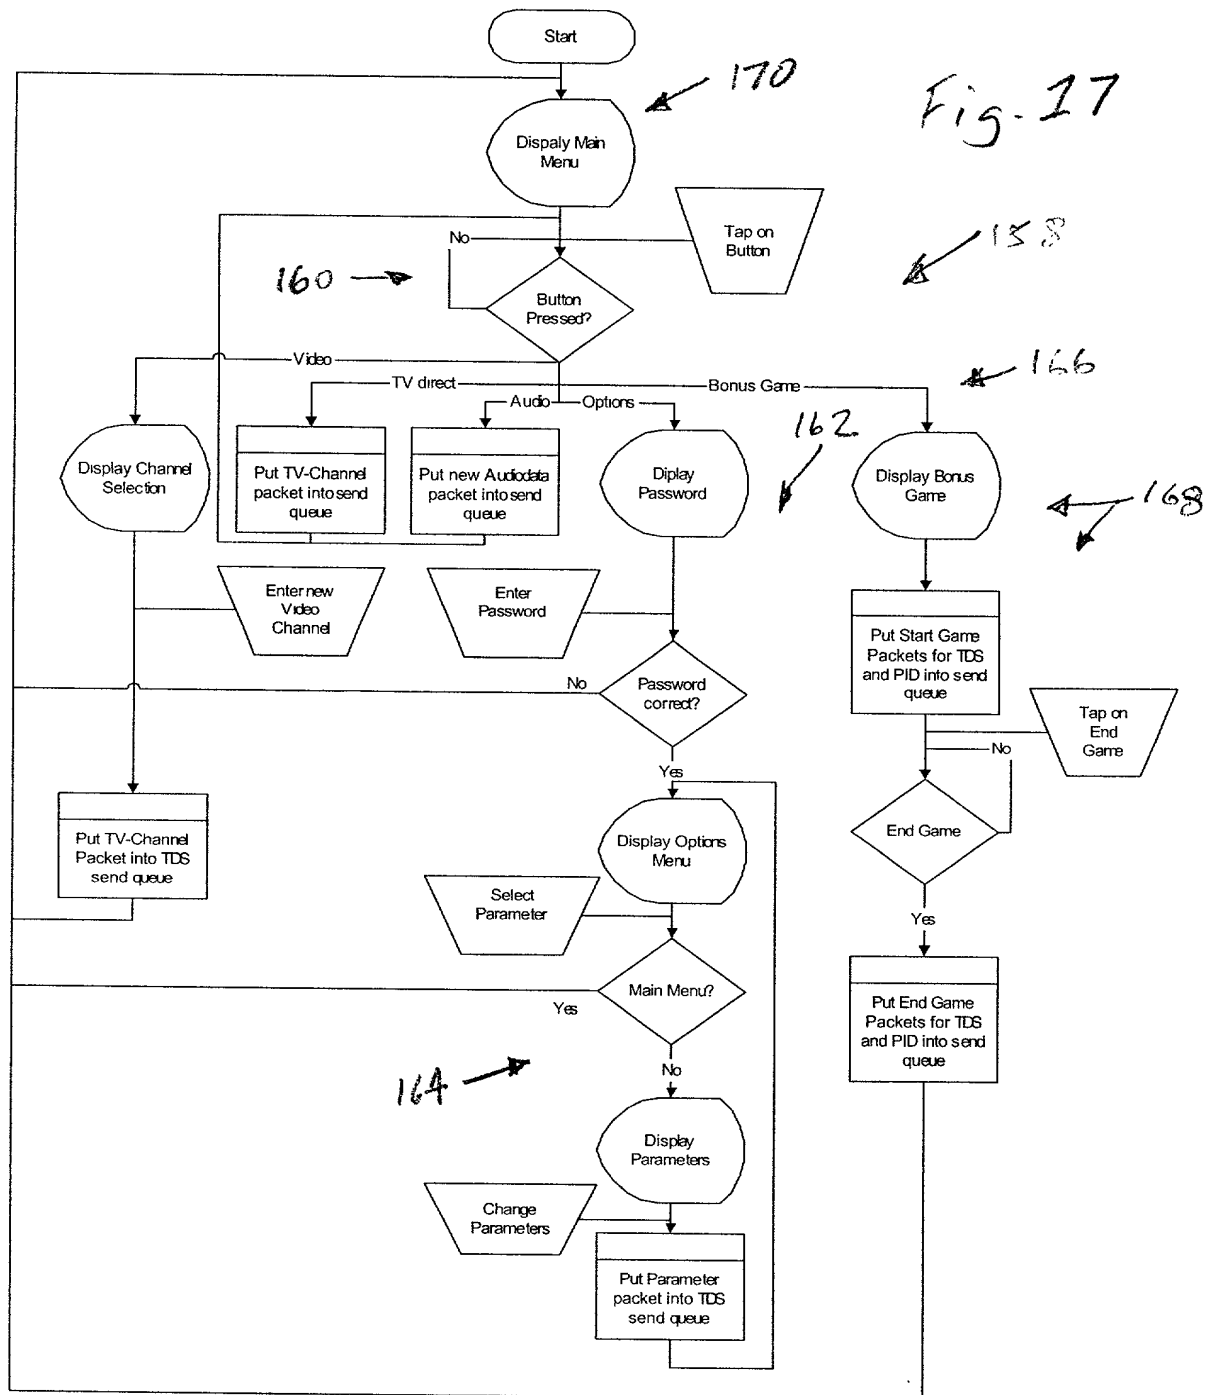 Start
170
Fig. 17
Dispaly Main
Menu
Tap on
Button
No
158
160
Button
Pressed?
Video
166
TV direct
Bonus Game
Audio
Options
162
Display Channel
Selection
Put TV-Channel
packet into send
queue
Put new Audiodata
packet into send
queue
Diplay
Password
Display Bonus
Game
168
Enter new
Video
Channel
Enter
Password
Put Start Game
Packets for TDS
and PID into send
queue
No
Password
correct?
Tap on
End
Game
No
Yes
Put TV-Channel
Packet into TDS
send queue
Display Options
Menu
End Game
Select
Parameter
Yes
Main Menu?
Yes
Put End Game
Packets for TDS
and PID into send
queue
No
164
Display
Parameters
Change
Parameters
Put Parameter
packet into TDS
send queue